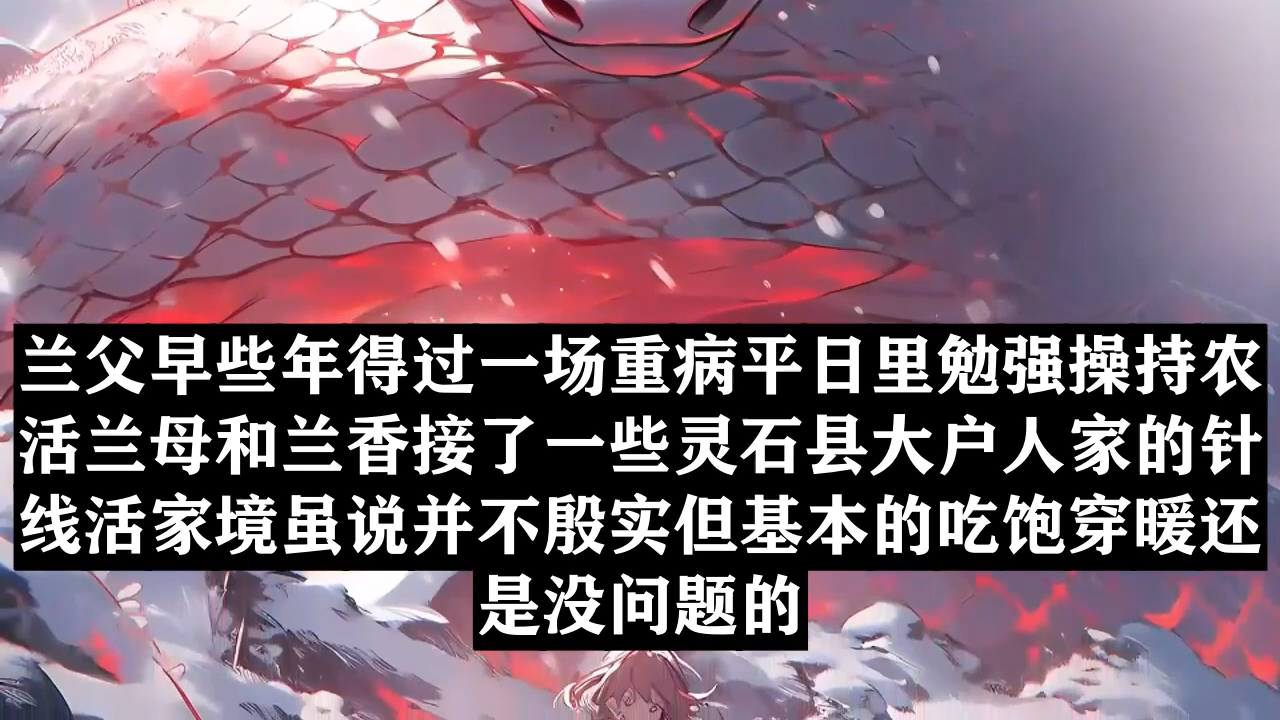 兰父早些年得过一场重病平日里勉强操持农
活兰母和兰香接了一些灵石县大户人家的针
线活家境虽说并不殷实但基本的吃饱穿暖还
是没问题的